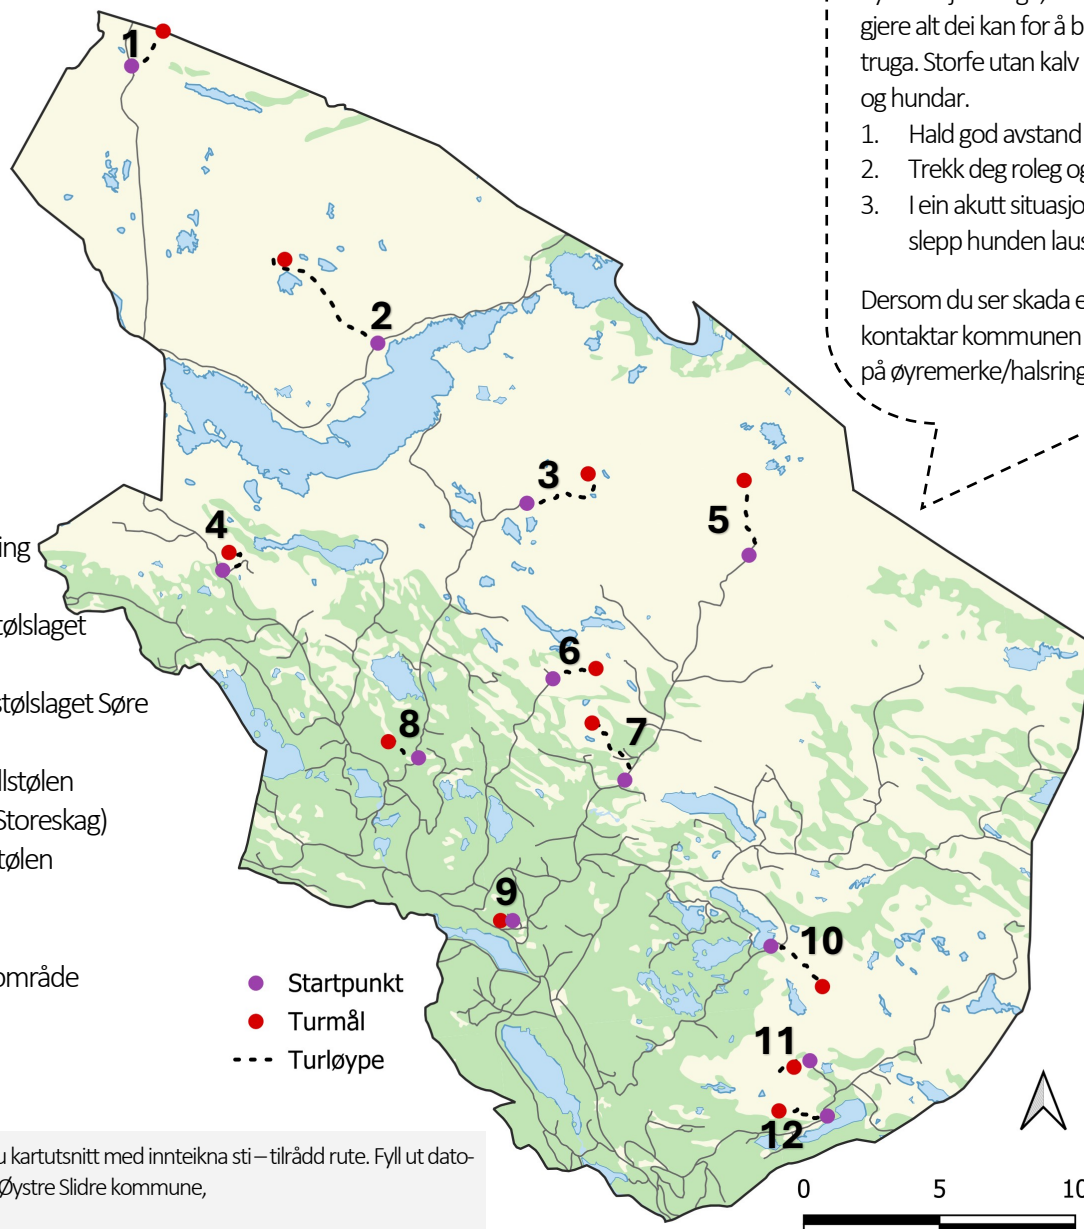 gjere alt dei kan for å b
truga. Storfe utan kalv
og hundar.
1. Hald god avstand
2. Trekk deg roleg og
3. I ein akutt situasjo
slepp hunden laus
Dersom du ser skada e
kontaktar kommunen
på øyremerke/halsring
1
2
3
4
5
6
7
8
9
10
11
12
ing
tølslaget
stølslaget Søre
llstølen
Storeskag)
tølen
område
Startpunkt
Turmål
Turløype
u kartutsnitt med innteikna sti – tilrådd rute. Fyll ut dato-
Øystre Slidre kommune,
0 5 10